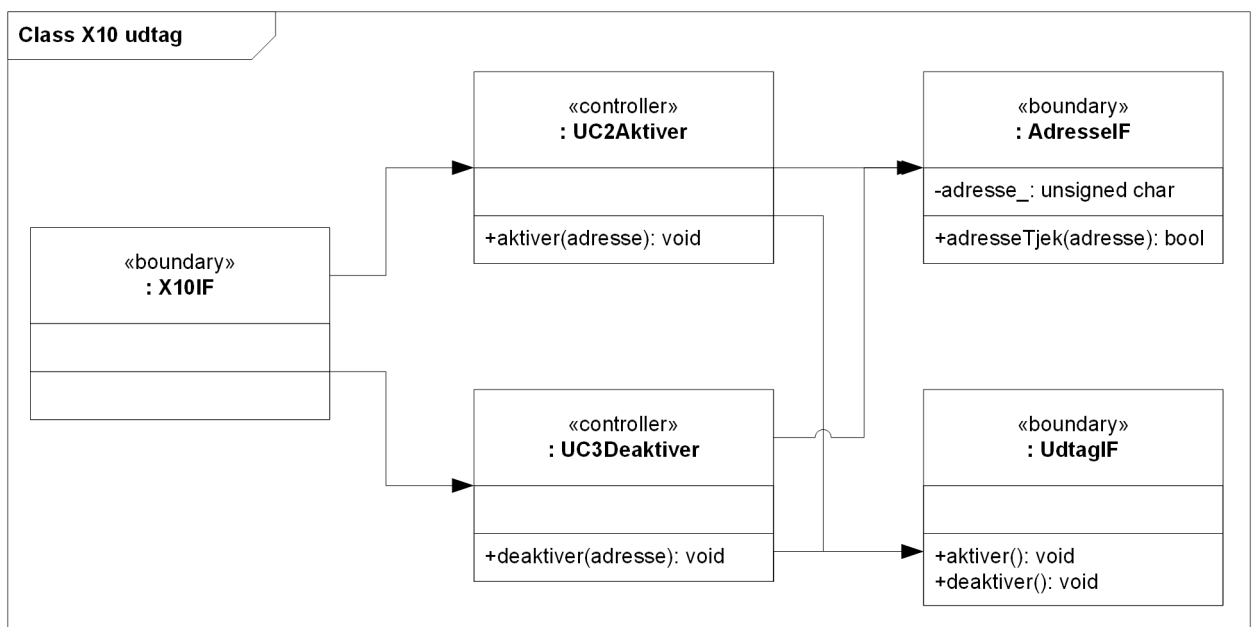 Class X10 udtag
«controller»
: UC2Aktiver
+aktiver(adresse): void
«boundary»
: AdresseIF
-adresse_: unsigned char
+adresseTjek(adresse): bool
«boundary»
: X10IF
«controller»
: UC3Deaktiver
+deaktiver(adresse): void
«boundary»
: UdtagIF
+aktiver(): void
+deaktiver(): void